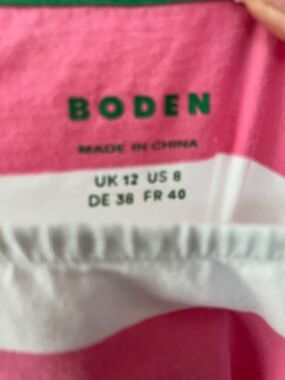 BODEN
MADE IN CHINA
UK 12 US 8
DE 38 FR 40